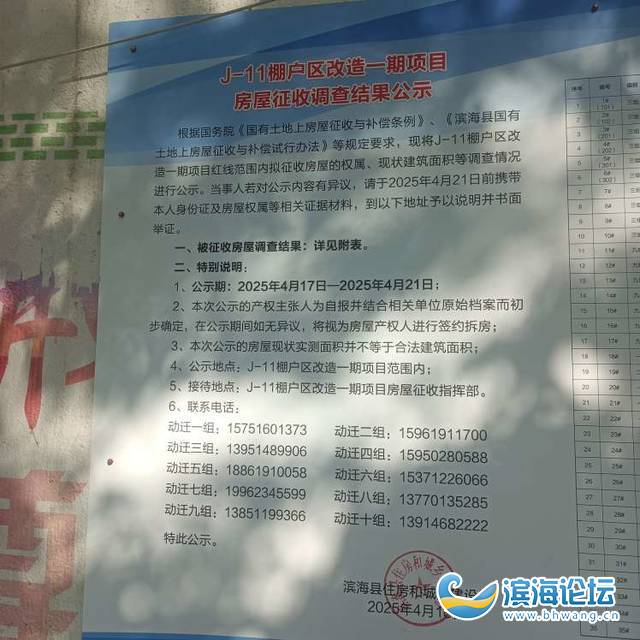 J-11棚户区改造一期项目
房屋征收调查结果公示
根据国务院《国有土地上房屋征收与补偿条例》、《滨海县国有
土地上房屋征收与补偿试行办法》等规定要求，现将J-11棚户区改
造一期项目红线范围内拟征收房屋的权属、现状建筑面积等调查情况
进行公示。当事人若对公示内容有异议，请于2025年4月21日前携带
本人身份证及房屋权属等相关证据材料，到以下地址予以说明并书面
举证。
一、被征收房屋调查结果：详见附表。
二、特别说明：
1、公示期：2025年4月17日—2025年4月21日；
2、本次公示的产权主张人为自报并结合相关单位原始档案而初
步确定，在公示期间如无异议，将视为房屋产权人进行签约拆房；
3、本次公示的房屋现状实测面积并不等于合法建筑面积；
4、公示地点：J-11棚户区改造一期项目范围内；
5、接待地点：J-11棚户区改造一期项目房屋征收指挥部。
6、联系电话：
动迁一组：15751601373 动迁二组：15961911700
动迁三组：13951489906 动迁四组：15950280588
动迁五组：18861910058 动迁六组：15371226066
动迁七组：19962345599 动迁八组：13770135285
动迁九组：13851199366 动迁十组：13914682222
特此公示。
滨海县住房和城 建设
2025年4月1
滨海论坛
www.bhwang.cn
序号 编号